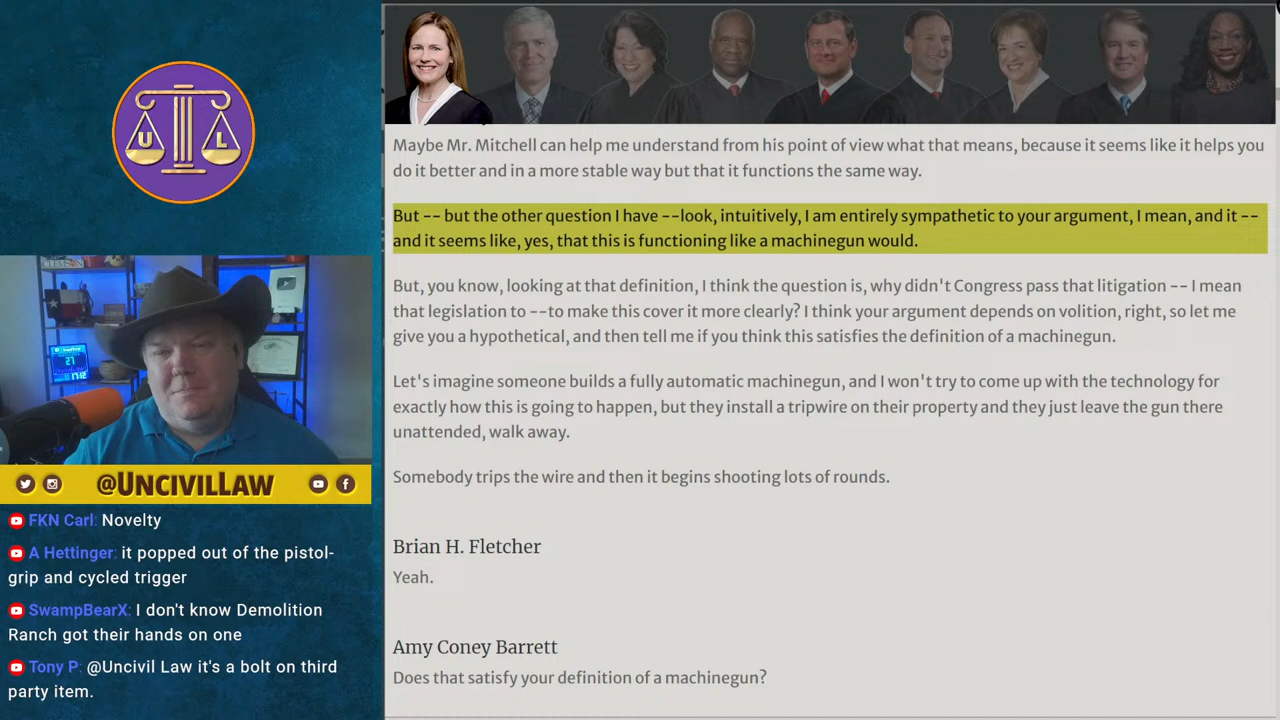 U L
Maybe Mr. Mitchell can help me understand from his point of view what that means, because it seems like it helps you
do it better and in a more stable way but that it functions the same way.
But -- but the other question I have --look, intuitively, I am entirely sympathetic to your argument, I mean, and it --
and it seems like, yes, that this is functioning like a machinegun would.
But, you know, looking at that definition, I think the question is, why didn't Congress pass that litigation -- I mean
that legislation to --to make this cover it more clearly? I think your argument depends on volition, right, so let me
give you a hypothetical, and then tell me if you think this satisfies the definition of a machinegun.
Let's imagine someone builds a fully automatic machinegun, and I won't try to come up with the technology for
exactly how this is going to happen, but they install a tripwire on their property and they just leave the gun there
unattended, walk away.
Somebody trips the wire and then it begins shooting lots of rounds.
Brian H. Fletcher
Yeah.
Amy Coney Barrett
Does that satisfy your definition of a machinegun?
CLEMSON
27
1712
@UNCIVILLAW
FKN Carl: Novelty
A Hettinger: it popped out of the pistol-
grip and cycled trigger
SwampBearX: I don't know Demolition
Ranch got their hands on one
Tony P: @Uncivil Law it's a bolt on third
party item.